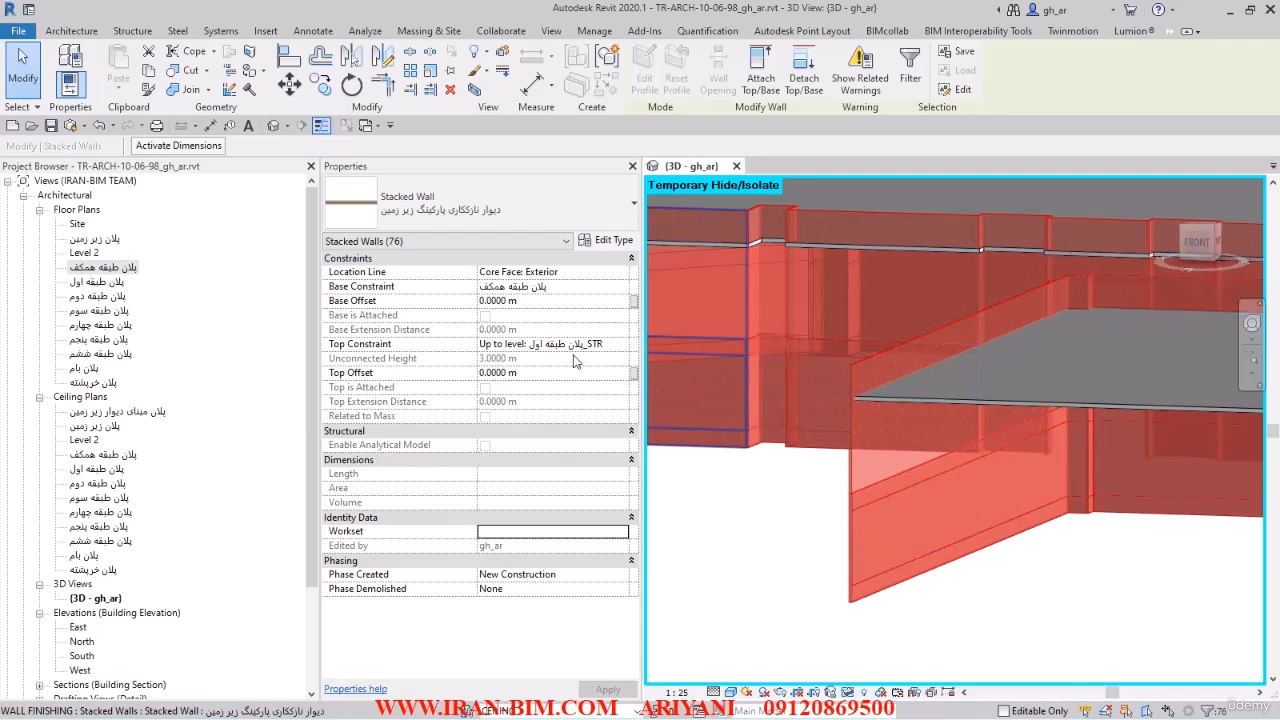 Autodesk Revit 2020.1 - TR-ARCH-10-06-98_gh_ar.rvt - 3D View: {3D - gh_ar}
gh_ar
File
Architecture
Structure
Steel
Systems
Insert
Annotate
Analyze
Massing & Site
Collaborate
View
Manage
Add-Ins
Quantification
Autodesk Point Layout
BIMcollab
BIM Interoperability Tools
Twinmotion
Lumion®
Modify
Properties
Paste
Cope
Cut
Join
Edit Profile
Reset Profile
Wall Opening
Attach Top/Base
Detach Top/Base
Show Related Warnings
Filter
Save
Load
Edit
Select
Properties
Clipboard
Geometry
Modify
View
Measure
Create
Mode
Modify Wall
Warning
Selection
Modify | Stacked Walls
Activate Dimensions
Project Browser - TR-ARCH-10-06-98_gh_ar.rvt
Views (IRAN-BIM TEAM)
Architectural
Floor Plans
Site
پلان زیر زمین
Level 2
پلان طبقه همکف
پلان طبقه اول
پلان طبقه دوم
پلان طبقه سوم
پلان طبقه چهارم
پلان طبقه پنجم
پلان طبقه ششم
پلان بام
پلان خرپشته
Ceiling Plans
پلان مبنای دیوار زیر زمین
پلان زیر زمین
Level 2
پلان طبقه همکف
پلان طبقه اول
پلان طبقه دوم
پلان طبقه سوم
پلان طبقه چهارم
پلان طبقه پنجم
پلان طبقه ششم
پلان بام
پلان خرپشته
3D Views
{3D - gh_ar}
Elevations (Building Elevation)
East
North
South
West
Sections (Building Section)
Drafting Views (Detail)
Properties
Stacked Wall
دیوار نازککاری پارکینگ زیر زمین
Stacked Walls (76)
Edit Type
Constraints
Location Line Core Face: Exterior
Base Constraint پلان طبقه همکف
Base Offset 0.0000 m
Base is Attached
Base Extension Distance 0.0000 m
Top Constraint Up to level: پلان طبقه اول_STR
Unconnected Height 3.0000 m
Top Offset 0.0000 m
Top is Attached
Top Extension Distance 0.0000 m
Related to Mass
Structural
Enable Analytical Model
Dimensions
Length
Area
Volume
Identity Data
Workset
Edited by gh_ar
Phasing
Phase Created New Construction
Phase Demolished None
Properties help
Apply
{3D - gh_ar}
Temporary Hide/Isolate
FRONT
1 : 25
WALL FINISHING : Stacked Walls : Stacked Walls : دیوار نازککاری پارکینگ زیر زمین
Editable Only
:76
WWW.IRAN-BIM.COM ARIYANI 09120869500
Udemy